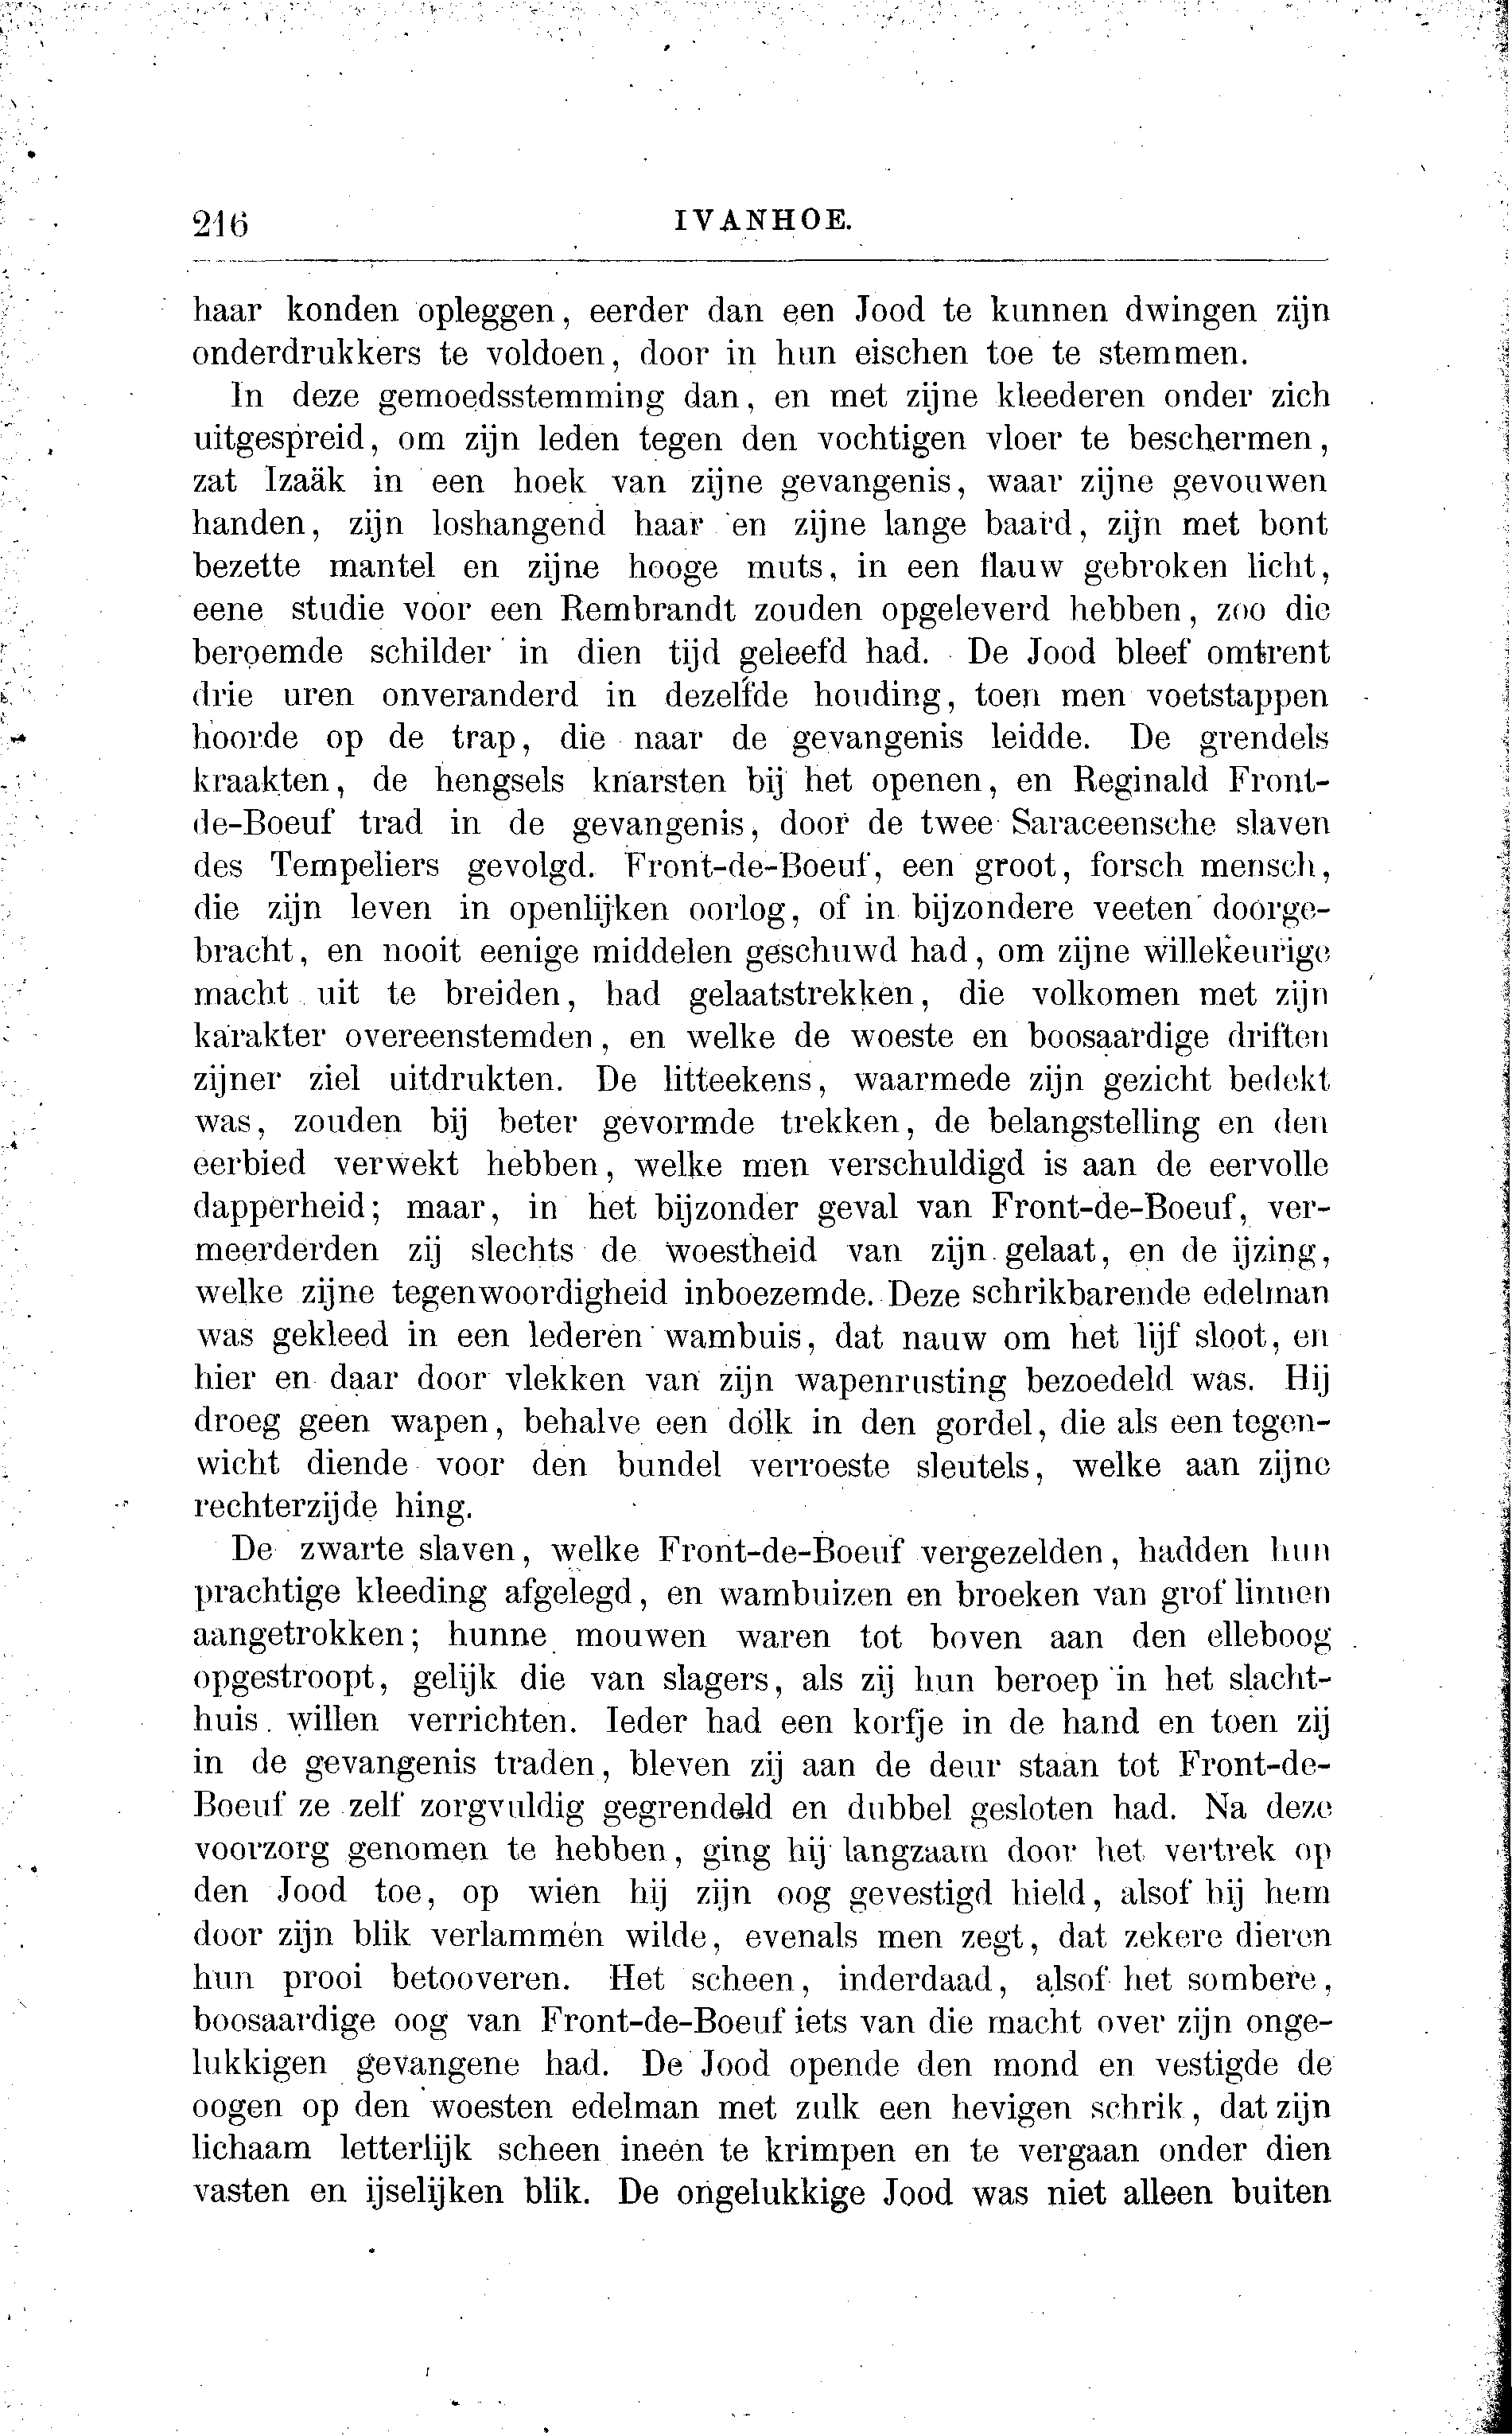 216
IVANHOE.
haar konden opleggen, eerder dan een Jood te kunnen dwingen zijn
onderdrukkers te voldoen, door in hun eischen toe te stemmen.
In deze gemoedsstemming dan, en met zijne kleederen onder zich
uitgespreid, om zijn leden tegen den vochtigen vloer te beschermen,
zat Izaäk in een hoek van zijne gevangenis, waar zijne gevouwen
handen, zijn loshangend haar en zijne lange baard, zijn met bont
bezette mantel en zijne hooge muts, in een flauw gebroken licht,
eene studie voor een Rembrandt zouden opgeleverd hebben, zoo die
beroemde schilder in dien tijd geleefd had. De Jood bleef omtrent
drie uren onveranderd in dezelfde houding, toen men voetstappen
hoorde op de trap, die naar de gevangenis leidde. De grendels
kraakten, de hengsels knarsten bij het openen, en Reginald Front-
de-Boeuf trad in de gevangenis, door de twee Saraceensche slaven
des Tempeliers gevolgd. Front-de-Boeuf, een groot, forsch mensch,
die zijn leven in openlijken oorlog, of in bijzondere veeten doorge-
bracht, en nooit eenige middelen geschuwd had, om zijne willekeurige
macht uit te breiden, had gelaatstrekken, die volkomen met zijn
karakter overeenstemden, en welke de woeste en boosaardige driften
zijner ziel uitdrukten. De litteekens, waarmede zijn gezicht bedekt
was, zouden bij beter gevormde trekken, de belangstelling en den
eerbied verwekt hebben, welke men verschuldigd is aan de eervolle
dapperheid; maar, in het bijzonder geval van Front-de-Boeuf, ver-
meerderden zij slechts de woestheid van zijn gelaat, en de ijzing,
welke zijne tegenwoordigheid inboezemde. Deze schrikbarende edelman
was gekleed in een lederen wambuis, dat nauw om het lijf sloot, en
hier en daar door vlekken van zijn wapenrusting bezoedeld was. Hij
droeg geen wapen, behalve een dolk in den gordel, die als een tegen-
wicht diende voor den bundel verroeste sleutels, welke aan zijne
rechterzijde hing.
De zwarte slaven, welke Front-de-Boeuf vergezelden, hadden hun
prachtige kleeding afgelegd, en wambuizen en broeken van grof linnen
aangetrokken; hunne mouwen waren tot boven aan den elleboog
opgestroopt, gelijk die van slagers, als zij hun beroep in het slacht-
huis willen verrichten. Ieder had een korfje in de hand en toen zij
in de gevangenis traden, bleven zij aan de deur staan tot Front-de-
Boeuf ze zelf zorgvuldig gegrendeld en dubbel gesloten had. Na deze
voorzorg genomen te hebben, ging hij langzaam door het vertrek op
den Jood toe, op wien hij zijn oog gevestigd hield, alsof hij hem
door zijn blik verlammen wilde, evenals men zegt, dat zekere dieren
hun prooi betooveren. Het scheen, inderdaad, alsof het sombere,
boosaardige oog van Front-de-Boeuf iets van die macht over zijn onge-
lukkigen gevangene had. De Jood opende den mond en vestigde de
oogen op den woesten edelman met zulk een hevigen schrik, dat zijn
lichaam letterlijk scheen ineen te krimpen en te vergaan onder dien
vasten en ijselijken blik. De ongelukkige Jood was niet alleen buiten